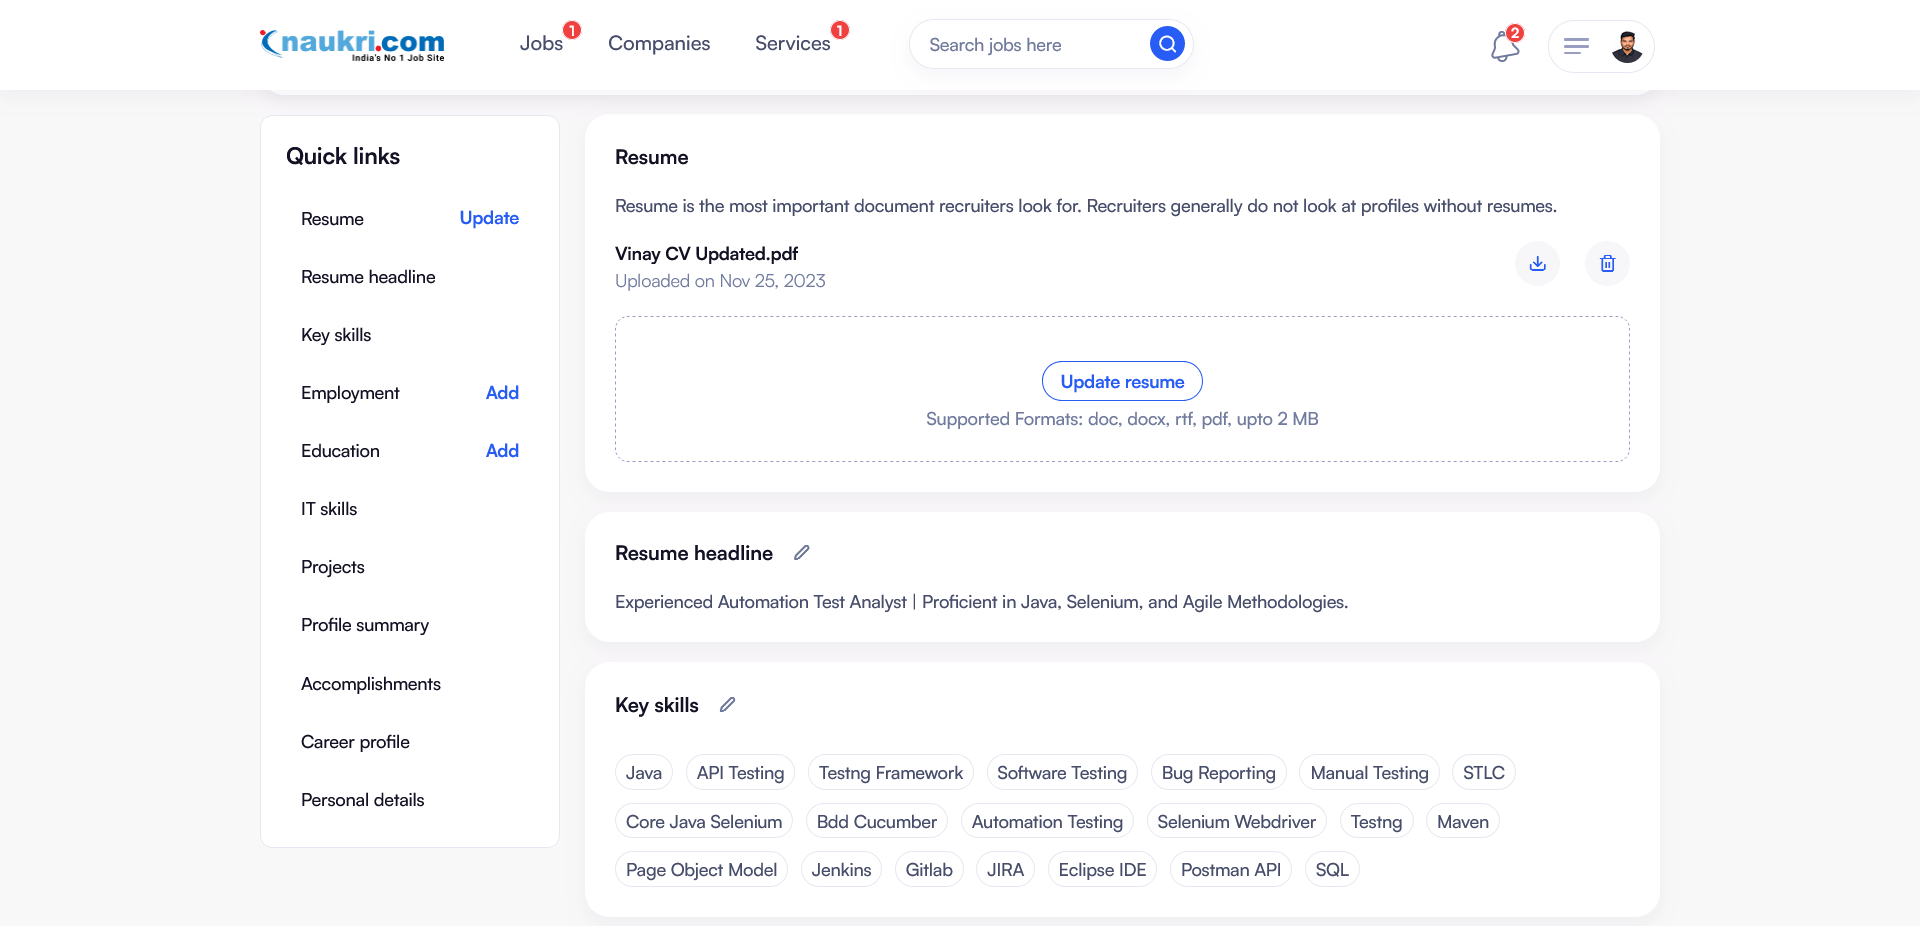 naukri.com
India's No 1 Job Site
Jobs 1
Companies
Services 1
Search jobs here
2
Quick links
Resume Update
Resume headline
Key skills
Employment Add
Education Add
IT skills
Projects
Profile summary
Accomplishments
Career profile
Personal details
Resume
Resume is the most important document recruiters look for. Recruiters generally do not look at profiles without resumes.
Vinay CV Updated.pdf
Uploaded on Nov 25, 2023
Update resume
Supported Formats: doc, docx, rtf, pdf, upto 2 MB
Resume headline
Experienced Automation Test Analyst | Proficient in Java, Selenium, and Agile Methodologies.
Key skills
Java API Testing Testng Framework Software Testing Bug Reporting Manual Testing STLC
Core Java Selenium Bdd Cucumber Automation Testing Selenium Webdriver Testng Maven
Page Object Model Jenkins Gitlab JIRA Eclipse IDE Postman API SQL